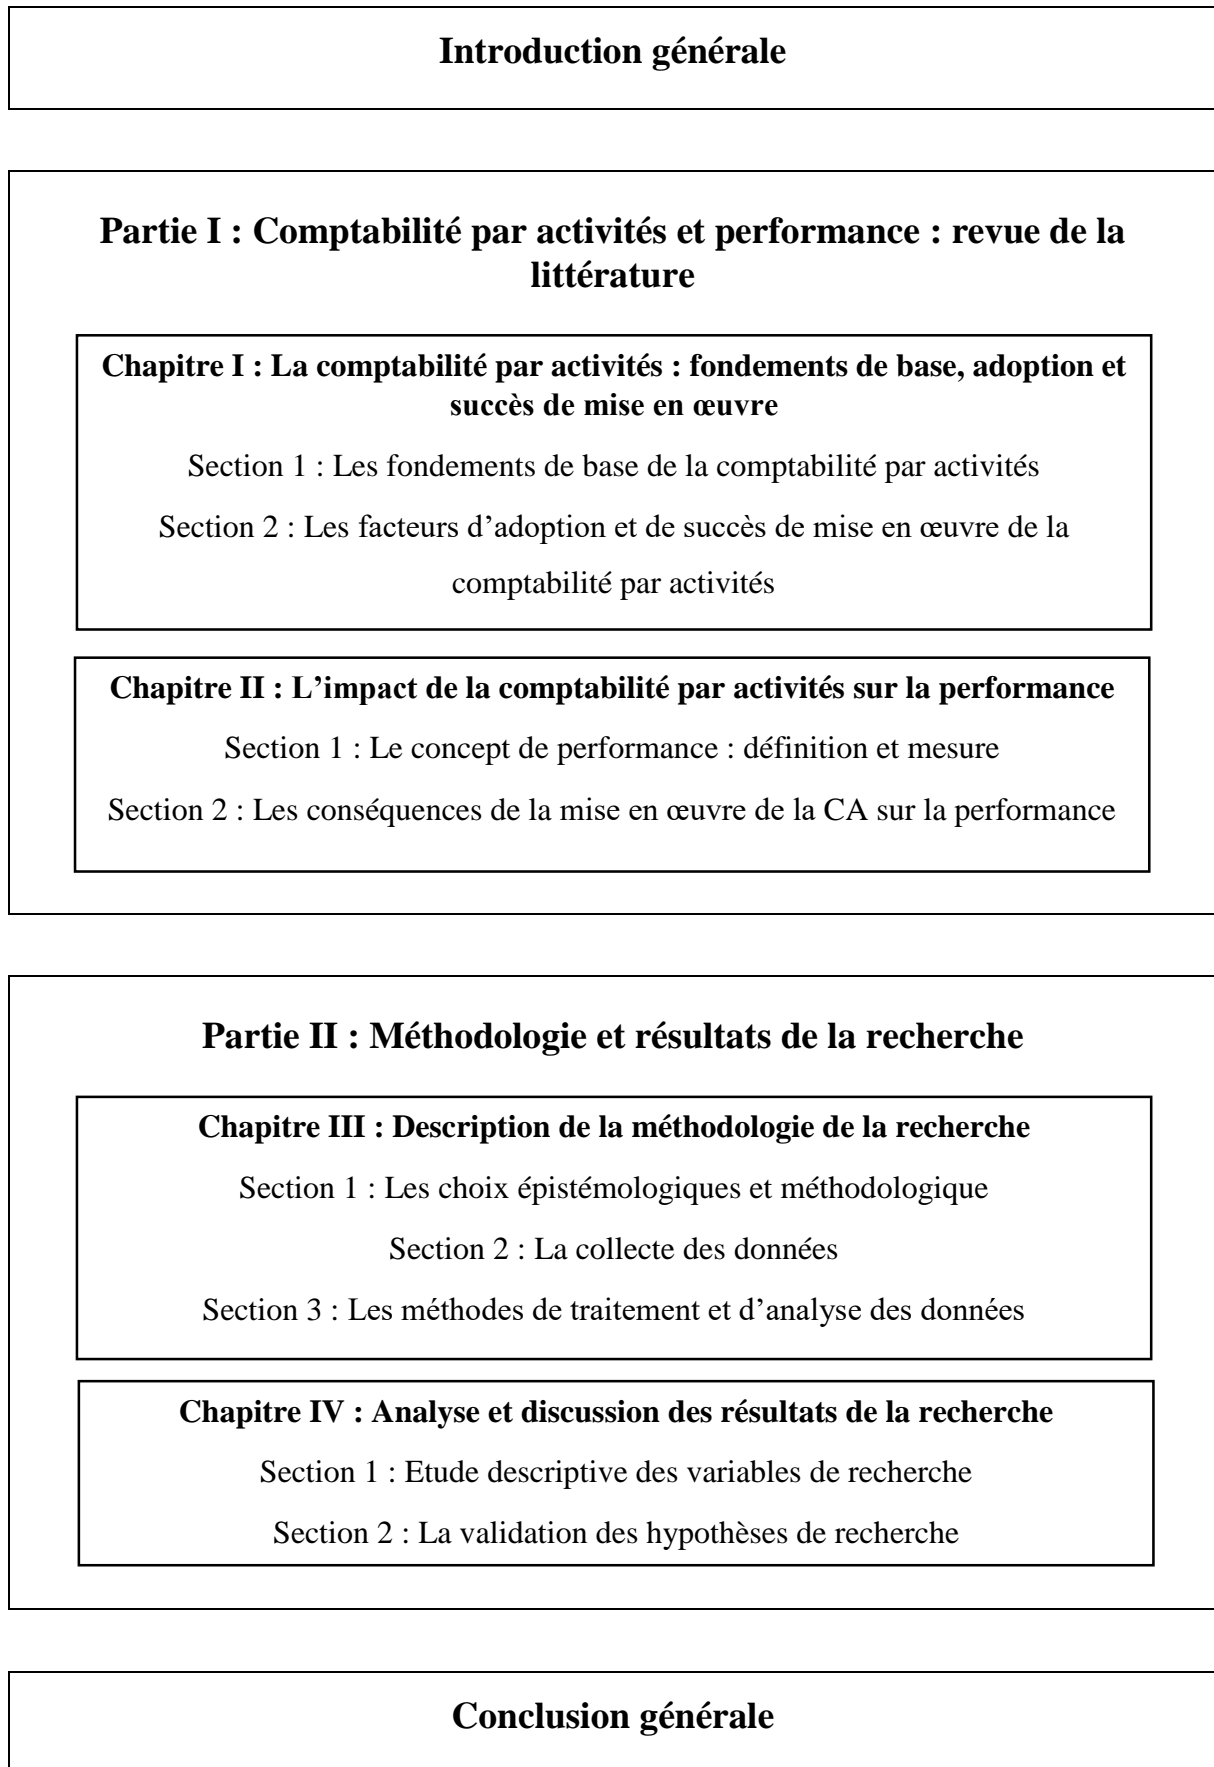 Introduction générale
Partie I : Comptabilité par activités et performance : revue de la
littérature
Chapitre I : La comptabilité par activités : fondements de base, adoption et
succès de mise en œuvre
Section 1 : Les fondements de base de la comptabilité par activités
Section 2 : Les facteurs d’adoption et de succès de mise en œuvre de la
comptabilité par activités
Chapitre II : L’impact de la comptabilité par activités sur la performance
Section 1 : Le concept de performance : définition et mesure
Section 2 : Les conséquences de la mise en œuvre de la CA sur la performance
Partie II : Méthodologie et résultats de la recherche
Chapitre III : Description de la méthodologie de la recherche
Section 1 : Les choix épistémologiques et méthodologique
Section 2 : La collecte des données
Section 3 : Les méthodes de traitement et d’analyse des données
Chapitre IV : Analyse et discussion des résultats de la recherche
Section 1 : Etude descriptive des variables de recherche
Section 2 : La validation des hypothèses de recherche
Conclusion générale